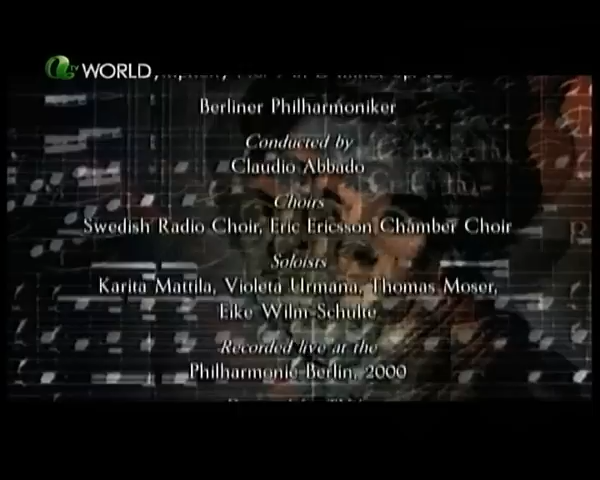 TV WORLD
Berliner Philharmoniker
Conducted by
Claudio Abbado
Choirs
Swedish Radio Choir, Eric Ericsson Chamber Choir
Soloists
Karita Mattila, Violeta Urmana, Thomas Moser,
Eike Wilm-Schulte
Recorded live at the
Philharmonie Berlin, 2000